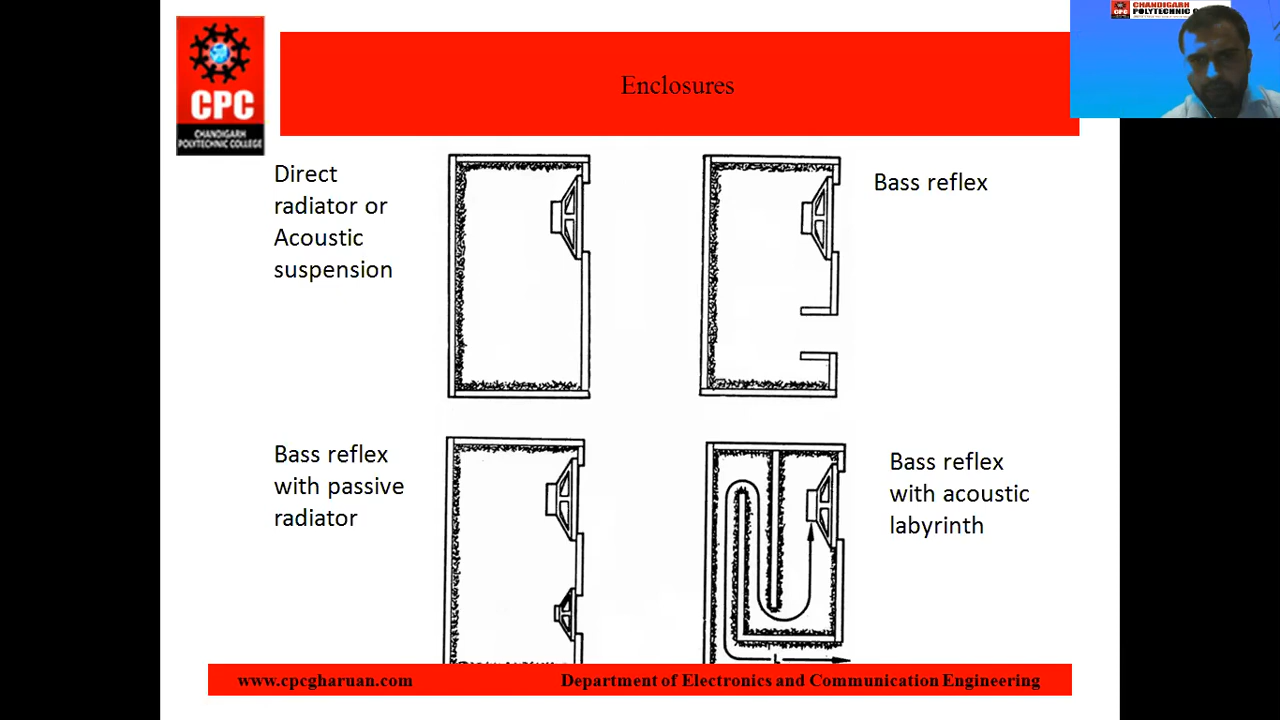 CPC
CHANDIGARH
POLYTECHNIC COLLEGE
Enclosures
CPC
CHANDIGARH
POLYTECHNIC
Direct
radiator or
Acoustic
suspension
Bass reflex
Bass reflex
with passive
radiator
Bass reflex
with acoustic
labyrinth
www.cpcgharuan.com
Department of Electronics and Communication Engineering